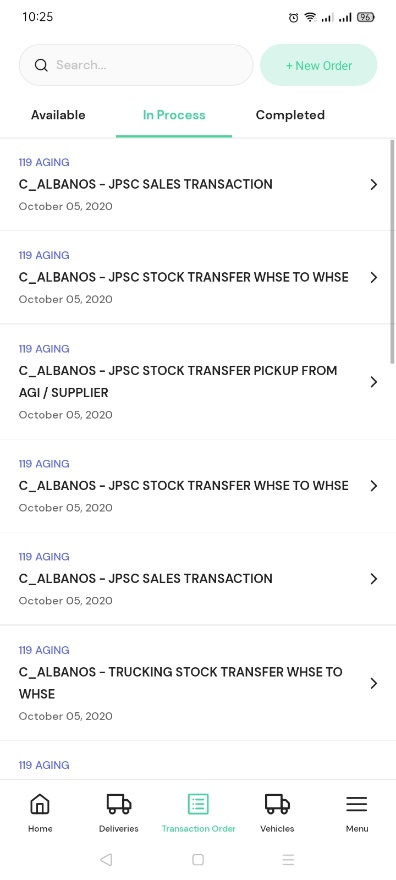 10:25
96
Search...
+ New Order
Available
In Process
Completed
119 AGING
C_ALBANOS - JPSC SALES TRANSACTION
October 05, 2020
119 AGING
C_ALBANOS - JPSC STOCK TRANSFER WHSE TO WHSE
October 05, 2020
119 AGING
C_ALBANOS - JPSC STOCK TRANSFER PICKUP FROM
AGI / SUPPLIER
October 05, 2020
119 AGING
C_ALBANOS - JPSC STOCK TRANSFER WHSE TO WHSE
October 05, 2020
119 AGING
C_ALBANOS - JPSC SALES TRANSACTION
October 05, 2020
119 AGING
C_ALBANOS - TRUCKING STOCK TRANSFER WHSE TO
WHSE
October 05, 2020
119 AGING
Home
Deliveries
Transaction Order
Vehicles
Menu